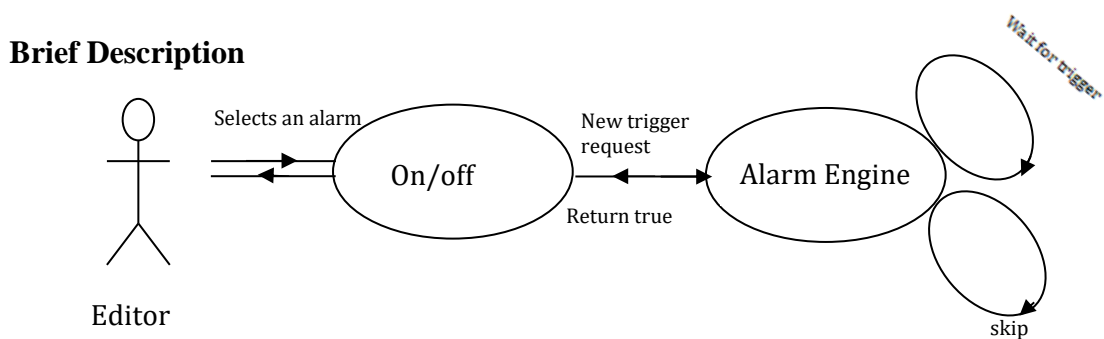 Wait for trigger
Brief Description
Selects an alarm
New trigger
request
On/off
Alarm Engine
Return true
Editor
skip